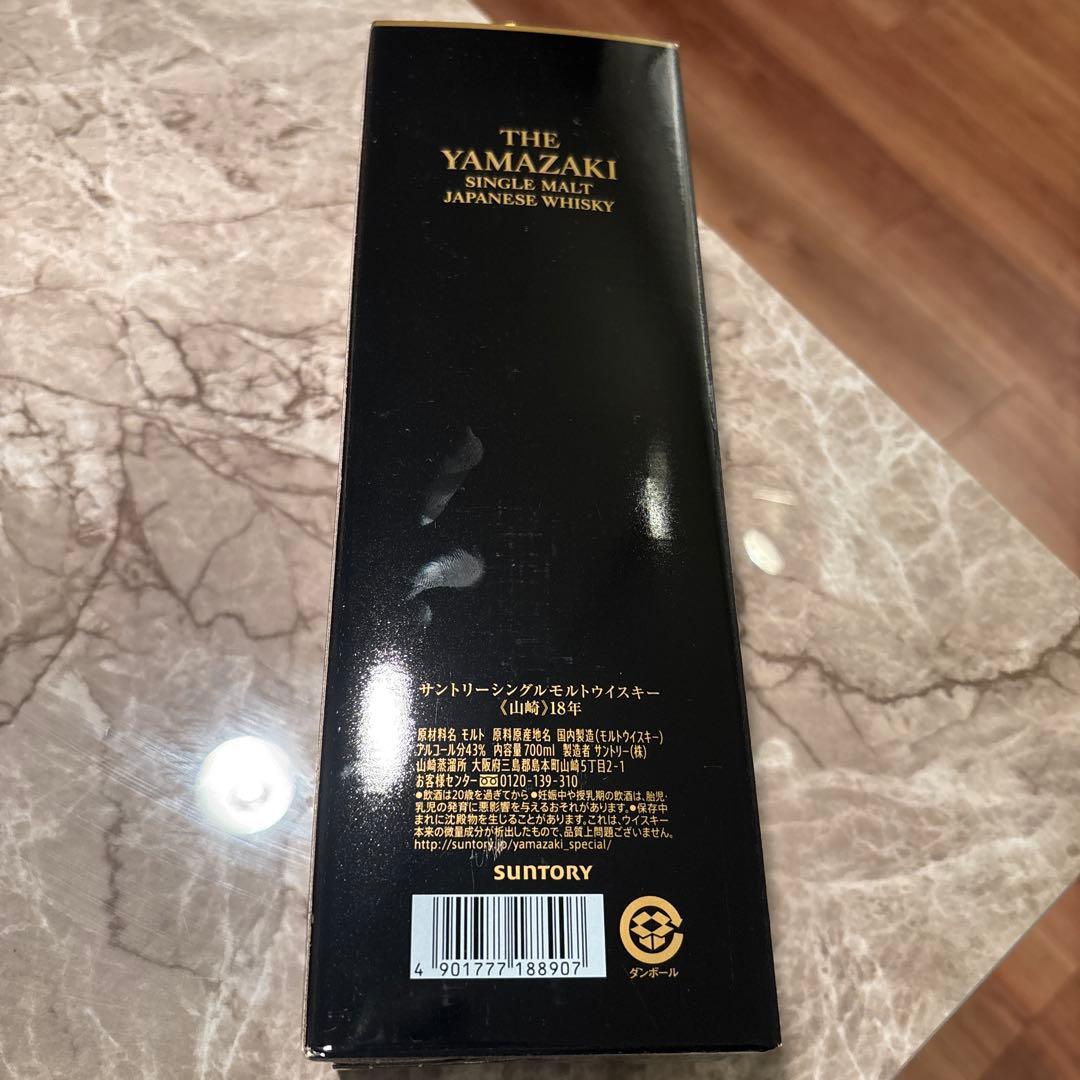 THE
YAMAZAKI
SINGLE MALT
JAPANESE WHISKY
サントリーシングルモルトウイスキー
《山崎》18年
原材料名 モルト 原料原産地名 国内製造(モルトウイスキー)
アルコール分43% 内容量700ml 製造者 サントリー(株)
山崎蒸溜所 大阪府三島郡島本町山崎5丁目2-1
お客様センター 0120-139-310
●飲酒は20歳を過ぎてから ●妊娠中や授乳期の飲酒は、胎児・
乳児の発育に悪影響を与えるおそれがあります。●保存中
まれに沈殿物を生じることがあります。これは、ウイスキー
本来の微量成分が析出したもので、品質上問題ございません。
http://suntory.jp/yamazaki_special/
SUNTORY
4 901777 188907
ダンボール